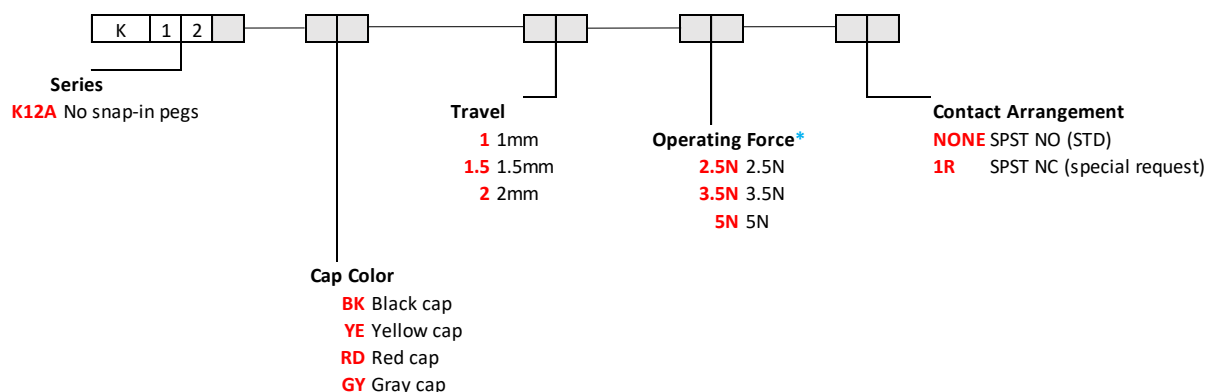 K 1 2
Series
K12A No snap-in pegs
Travel
1 1mm
1.5 1.5mm
2 2mm
Operating Force*
2.5N 2.5N
3.5N 3.5N
5N 5N
Contact Arrangement
NONE SPST NO (STD)
1R SPST NC (special request)
Cap Color
BK Black cap
YE Yellow cap
RD Red cap
GY Gray cap